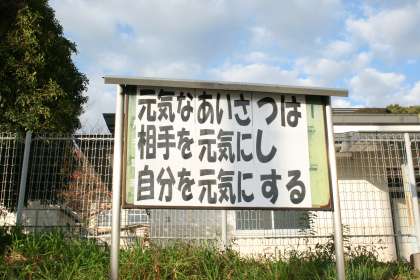 元気なあいさつは
相手を元気にし
自分を元気にする